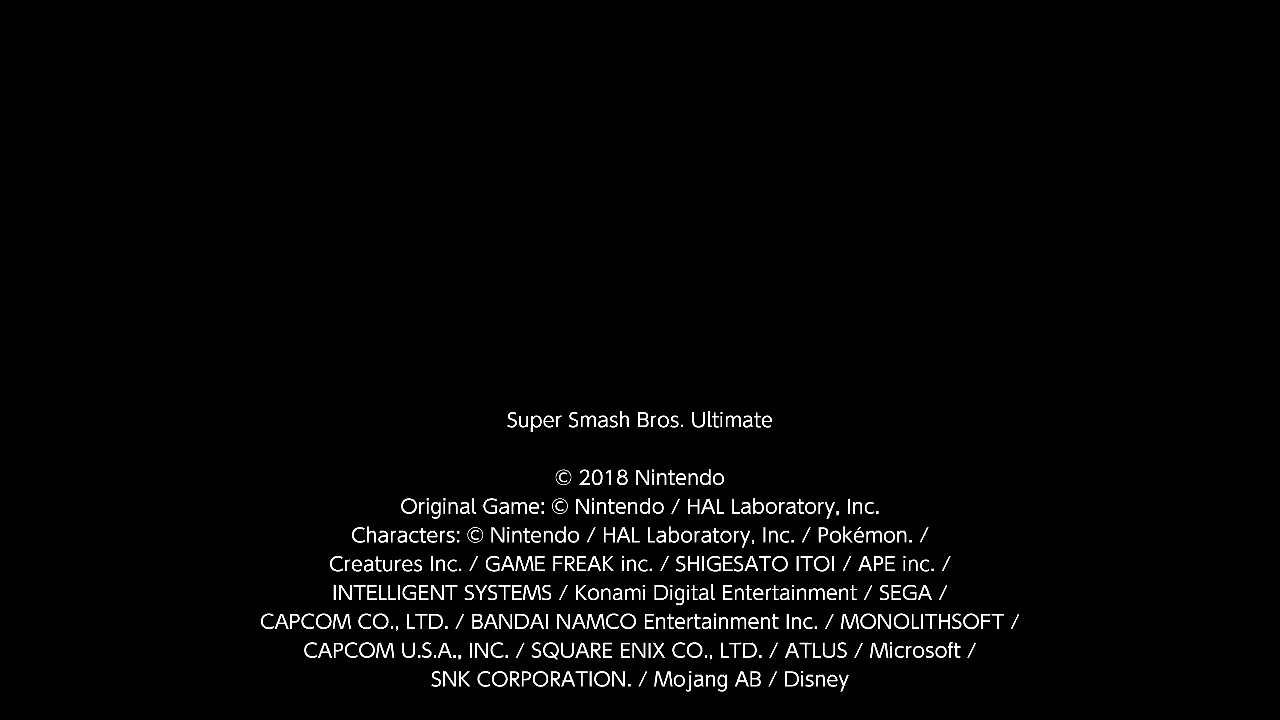 Super Smash Bros. Ultimate
© 2018 Nintendo
Original Game: © Nintendo / HAL Laboratory, Inc.
Characters: © Nintendo / HAL Laboratory, Inc. / Pokémon. /
Creatures Inc. / GAME FREAK inc. / SHIGESATO ITOI / APE inc. /
INTELLIGENT SYSTEMS / Konami Digital Entertainment / SEGA /
CAPCOM CO., LTD. / BANDAI NAMCO Entertainment Inc. / MONOLITHSOFT /
CAPCOM U.S.A., INC. / SQUARE ENIX CO., LTD. / ATLUS / Microsoft /
SNK CORPORATION. / Mojang AB / Disney